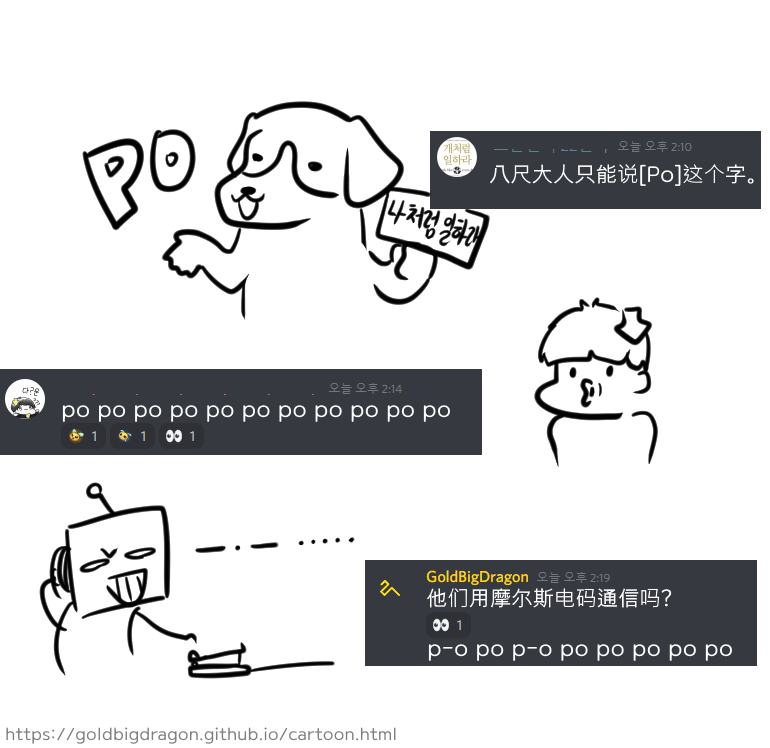 PO
나처럼 일하라
개처럼
일하라
오늘 오후 2:10
八尺大人只能说[Po]这个字。
오늘 오후 2:14
po po po po po po po po po po po
1 1 1
GoldBigDragon 오늘 오후 2:19
他们用摩尔斯电码通信吗?
1
p-o po p-o po po po po po
https://goldbigdragon.github.io/cartoon.html